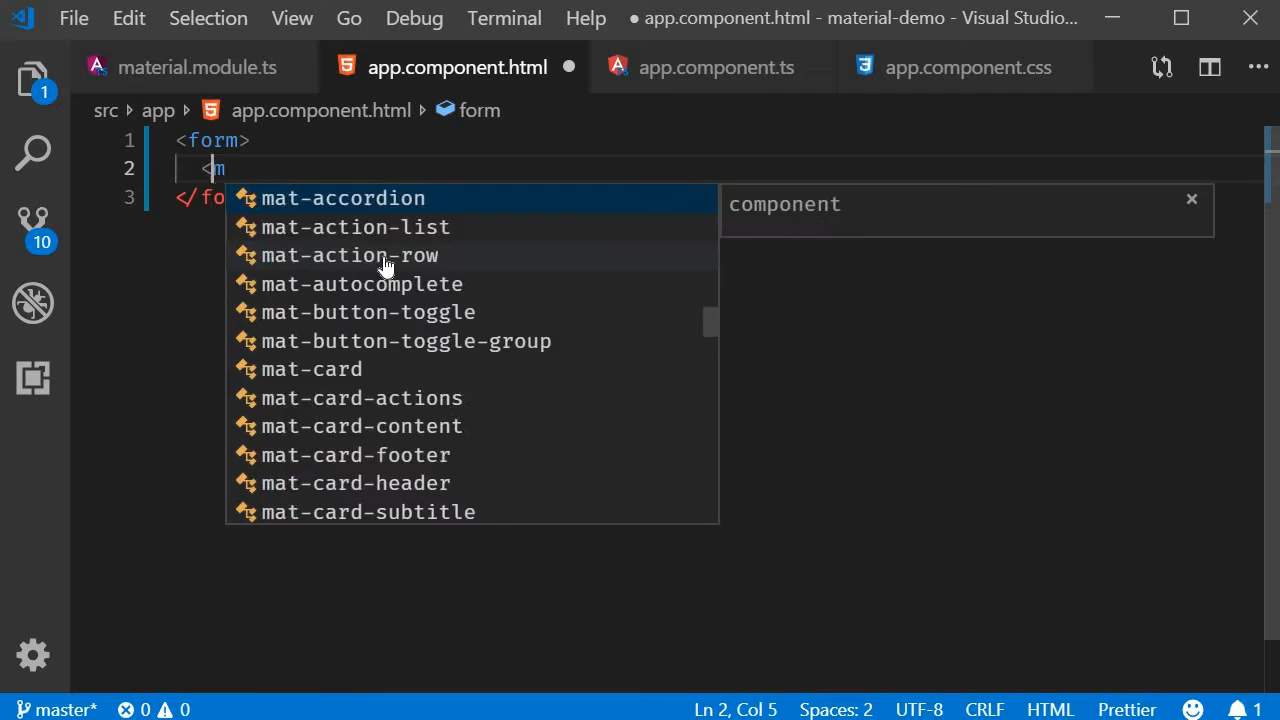 File Edit Selection View Go Debug Terminal Help ● app.component.html - material-demo - Visual Studio...
material.module.ts app.component.html app.component.ts app.component.css
src app app.component.html form
1 <form>
2 <m
3 </fo
mat-accordion
mat-action-list
mat-action-row
mat-autocomplete
mat-button-toggle
mat-button-toggle-group
mat-card
mat-card-actions
mat-card-content
mat-card-footer
mat-card-header
mat-card-subtitle
component
1
10
master* 0 0 Ln 2, Col 5 Spaces: 2 UTF-8 CRLF HTML Prettier 1